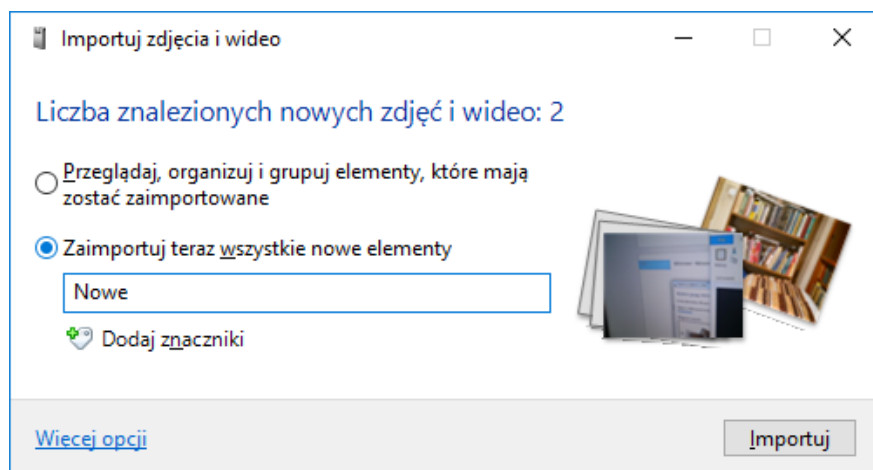 Importuj zdjęcia i wideo
Liczba znalezionych nowych zdjęć i wideo: 2
Przeglądaj, organizuj i grupuj elementy, które mają
zostać zaimportowane
Zaimportuj teraz wszystkie nowe elementy
Nowe
Dodaj znaczniki
Wiecej opcji
Importuj